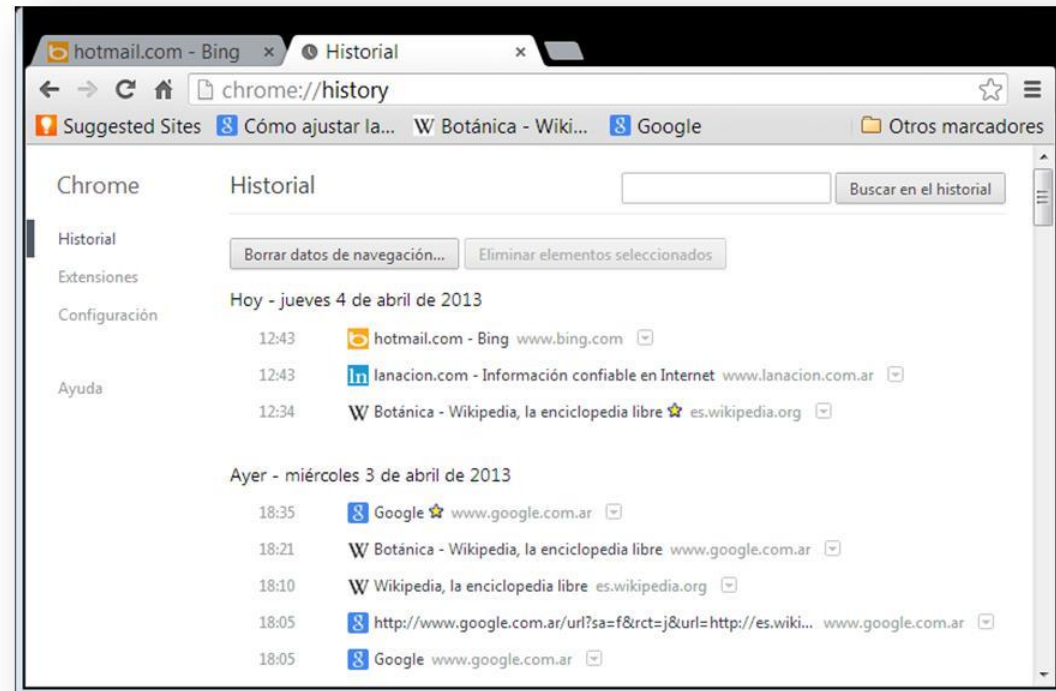 hotmail.com - Bing × Historial ×
chrome://history
Suggested Sites Cómo ajustar la... W Botánica - Wiki... 8 Google Otros marcadores
Chrome Historial Buscar en el historial
Historial
Borrar datos de navegación... Eliminar elementos seleccionados
Extensiones
Hoy - jueves 4 de abril de 2013
Configuración
12:43 hotmail.com - Bing www.bing.com
12:43 ln lanacion.com - Información confiable en Internet www.lanacion.com.ar
Ayuda
12:34 W Botánica - Wikipedia, la enciclopedia libre es.wikipedia.org
Ayer - miércoles 3 de abril de 2013
18:35 8 Google www.google.com.ar
18:21 W Botánica - Wikipedia, la enciclopedia libre www.google.com.ar
18:10 W Wikipedia, la enciclopedia libre es.wikipedia.org
18:05 8 http://www.google.com.ar/url?sa=f&rct=j&url=http://es.wiki... www.google.com.ar
18:05 8 Google www.google.com.ar